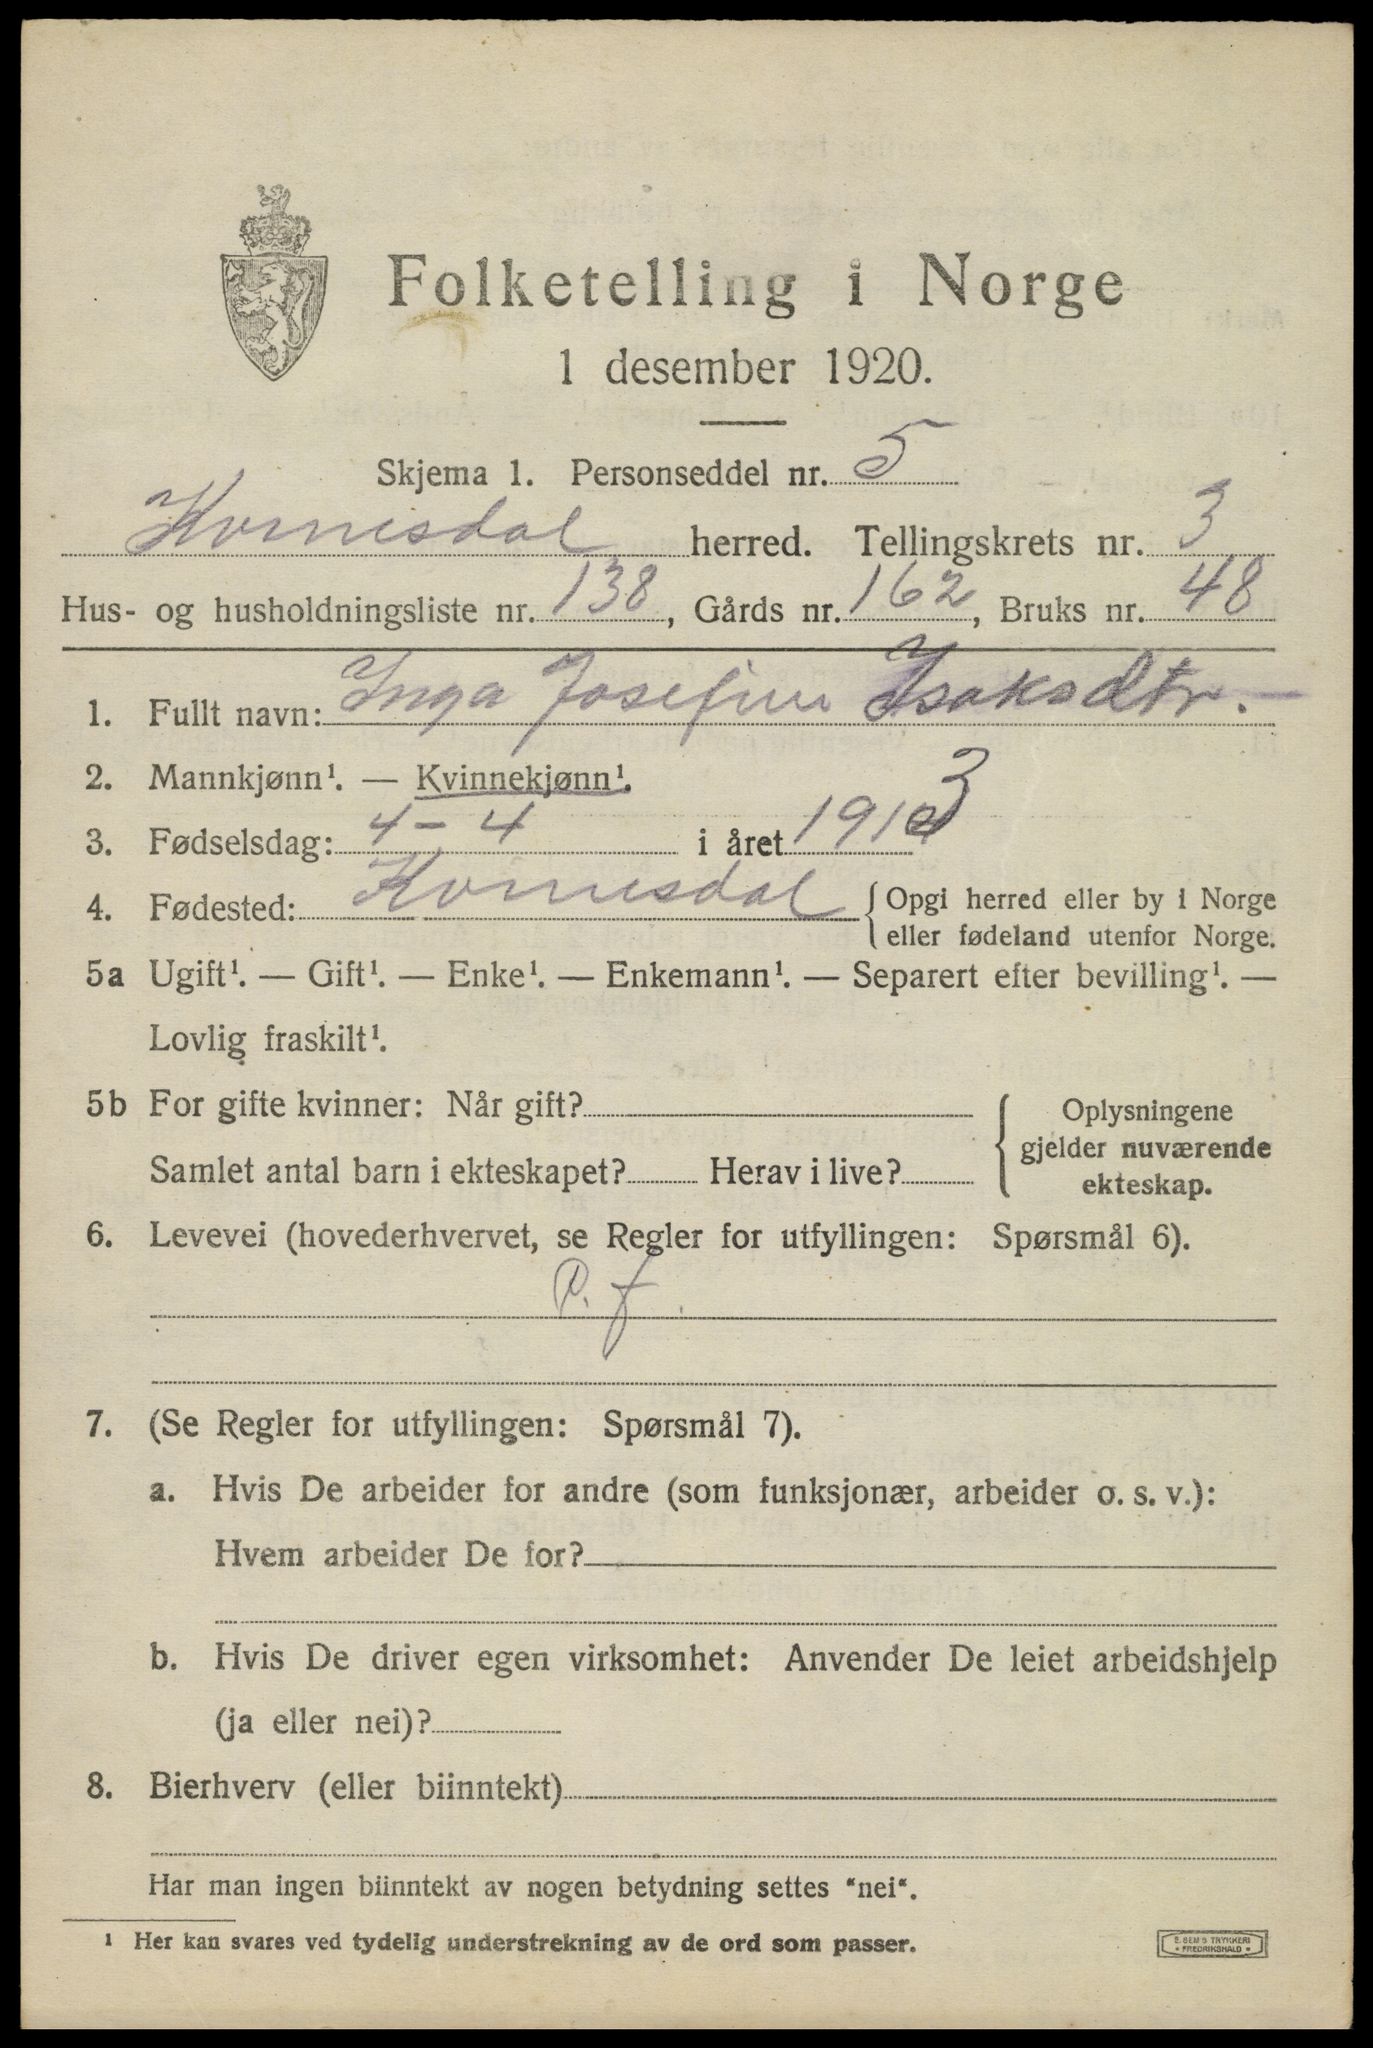 Folketelling i Norge
1 desember 1920.
Skjema 1. Personseddel nr. 5
Kvinesdal herred. Tellingskrets nr. 3
Hus- og husholdningsliste nr. 138, Gårds nr. 162, Bruks nr. 48
1. Fullt navn: Inga Josefine Isaksdtr.
2. Mannkjønn¹. — Kvinnekjønn¹.
3. Fødselsdag: 4-4 i året 1913
4. Fødested: Kvinesdal { Opgi herred eller by i Norge
eller fødeland utenfor Norge.
5a Ugift¹. — Gift¹. — Enke¹. — Enkemann¹. — Separert efter bevilling¹. —
Lovlig fraskilt¹.
5b For gifte kvinner: Når gift?
Samlet antal barn i ekteskapet? Herav i live?
{ Oplysningene
gjelder nuværende
ekteskap.
6. Levevei (hovederhvervet, se Regler for utfyllingen: Spørsmål 6).
P. f.
7. (Se Regler for utfyllingen: Spørsmål 7).
a. Hvis De arbeider for andre (som funksjonær, arbeider o. s. v.):
Hvem arbeider De for?
b. Hvis De driver egen virksomhet: Anvender De leiet arbeidshjelp
(ja eller nei)?
8. Bierhverv (eller biinntekt)
Har man ingen biinntekt av nogen betydning settes "nei".
¹ Her kan svares ved tydelig understrekning av de ord som passer.
E. SEM'S TRYKKERI
• FREDRIKSHALD •